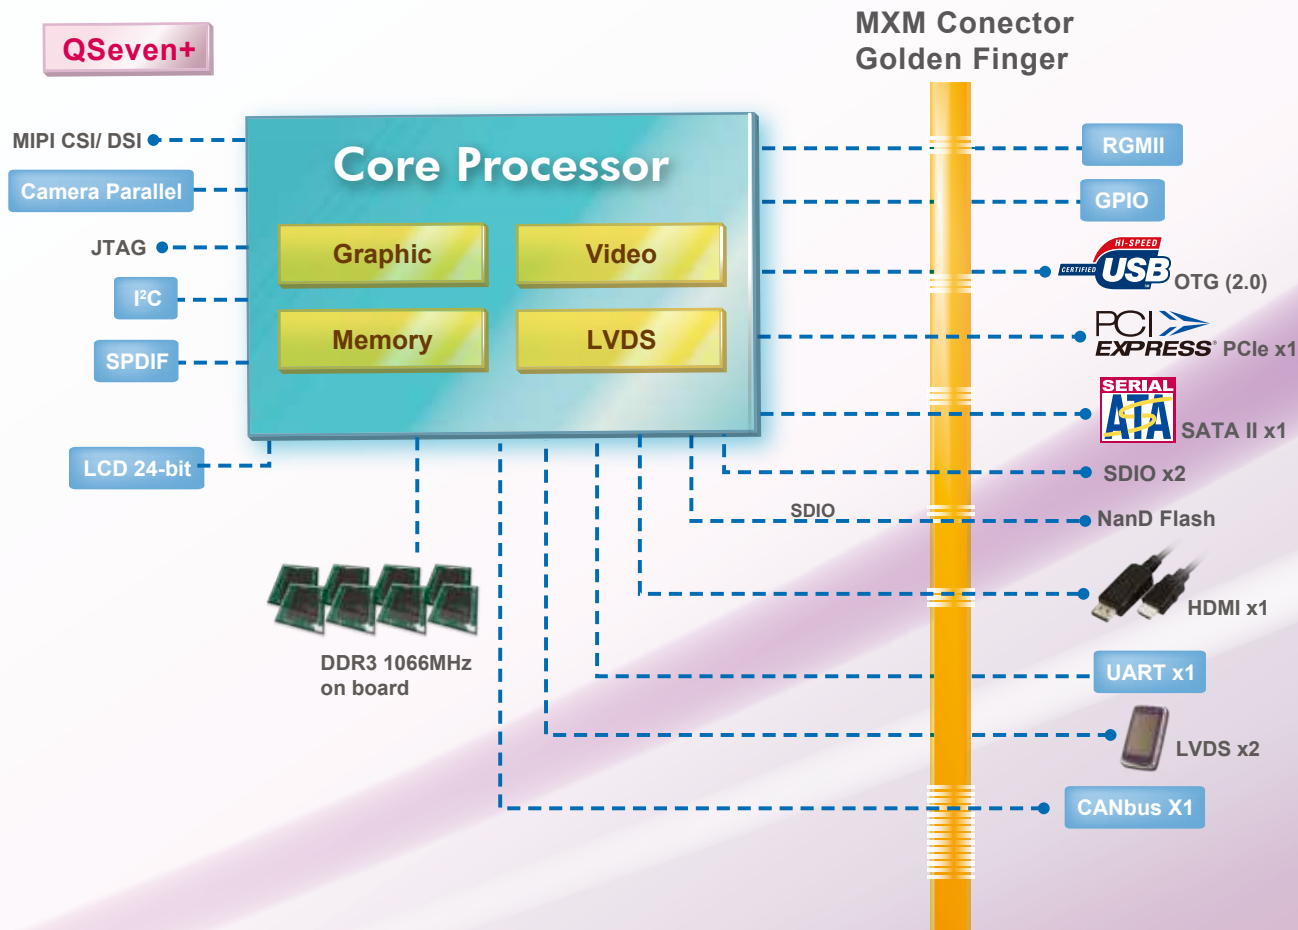 QSeven+
MXM Conector
Golden Finger
MIPI CSI/ DSI
Camera Parallel
JTAG
I²C
SPDIF
LCD 24-bit
Core Processor
Graphic
Video
Memory
LVDS
DDR3 1066MHz
on board
SDIO
RGMII
GPIO
HI-SPEED
CERTIFIED
USB
OTG (2.0)
PCI
EXPRESS®
PCIe x1
SERIAL
ATA
SATA II x1
SDIO x2
NanD Flash
HDMI x1
UART x1
LVDS x2
CANbus X1